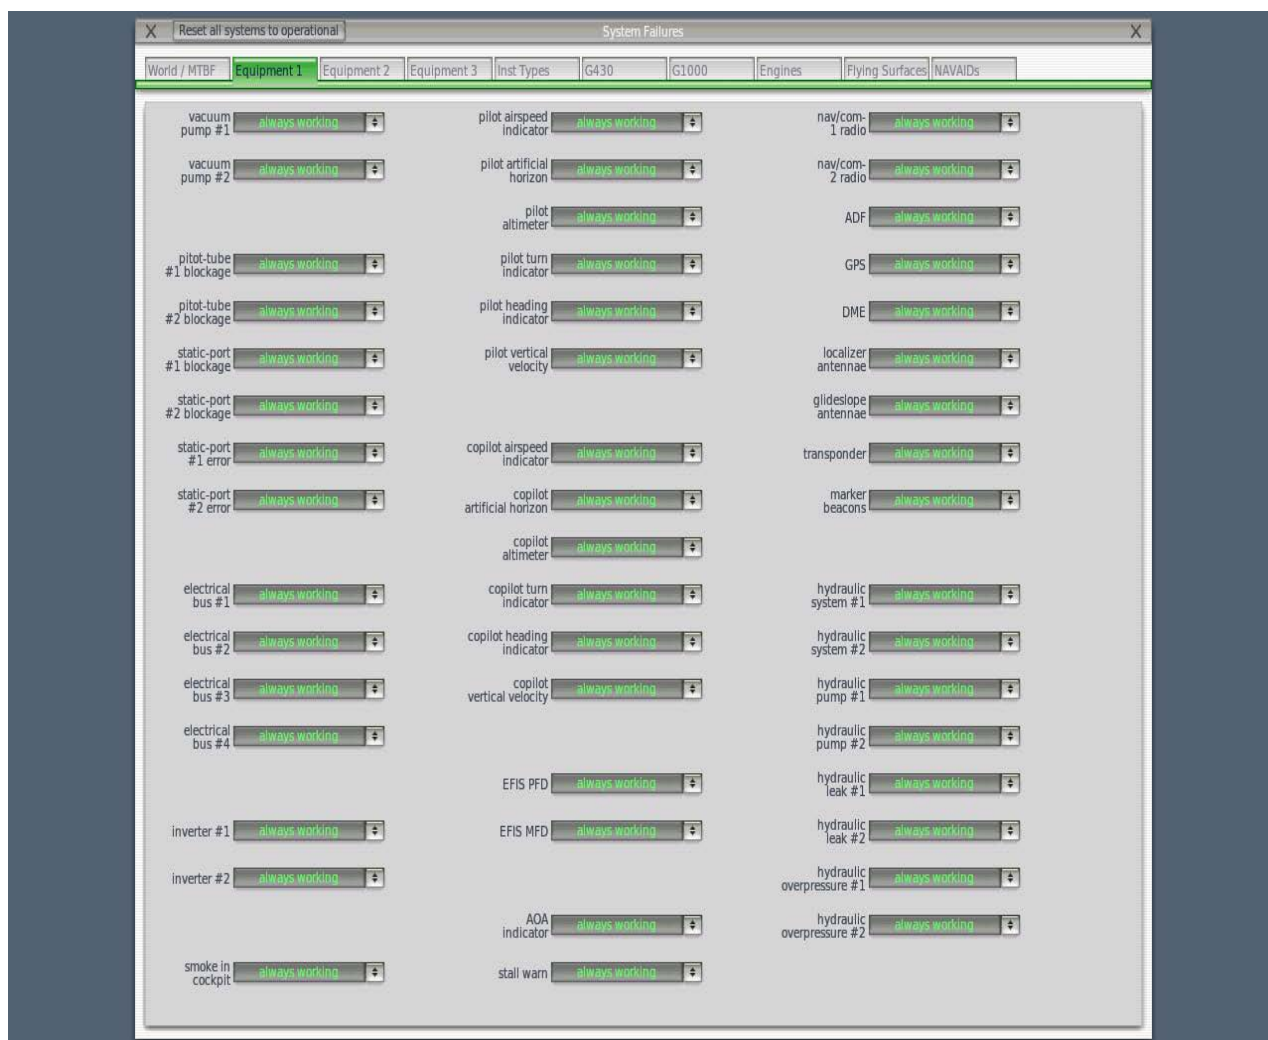 X Reset all systems to operational System Failures X
World / MTBF Equipment 1 Equipment 2 Equipment 3 Inst Types G430 G1000 Engines Flying Surfaces NAVAIDs
vacuum pilot airspeed nav/com-
pump #1 always working indicator always working 1 radio always working
vacuum pilot artificial nav/com-
pump #2 always working horizon always working 2 radio always working
pilot
altimeter always working ADF always working
pitot-tube pilot turn
#1 blockage always working indicator always working GPS always working
pitot-tube pilot heading
#2 blockage always working indicator always working DME always working
static-port pilot vertical localizer
#1 blockage always working velocity always working antennae always working
static-port glideslope
#2 blockage always working antennae always working
static-port copilot airspeed
#1 error always working indicator always working transponder always working
static-port copilot marker
#2 error always working artificial horizon always working beacons always working
copilot
altimeter always working
electrical copilot turn hydraulic
bus #1 always working indicator always working system #1 always working
electrical copilot heading hydraulic
bus #2 always working indicator always working system #2 always working
electrical copilot hydraulic
bus #3 always working vertical velocity always working pump #1 always working
electrical hydraulic
bus #4 always working pump #2 always working
hydraulic
EFIS PFD always working leak #1 always working
hydraulic
inverter #1 always working EFIS MFD always working leak #2 always working
hydraulic
inverter #2 always working overpressure #1 always working
AOA hydraulic
indicator always working overpressure #2 always working
smoke in
cockpit always working stall warn always working